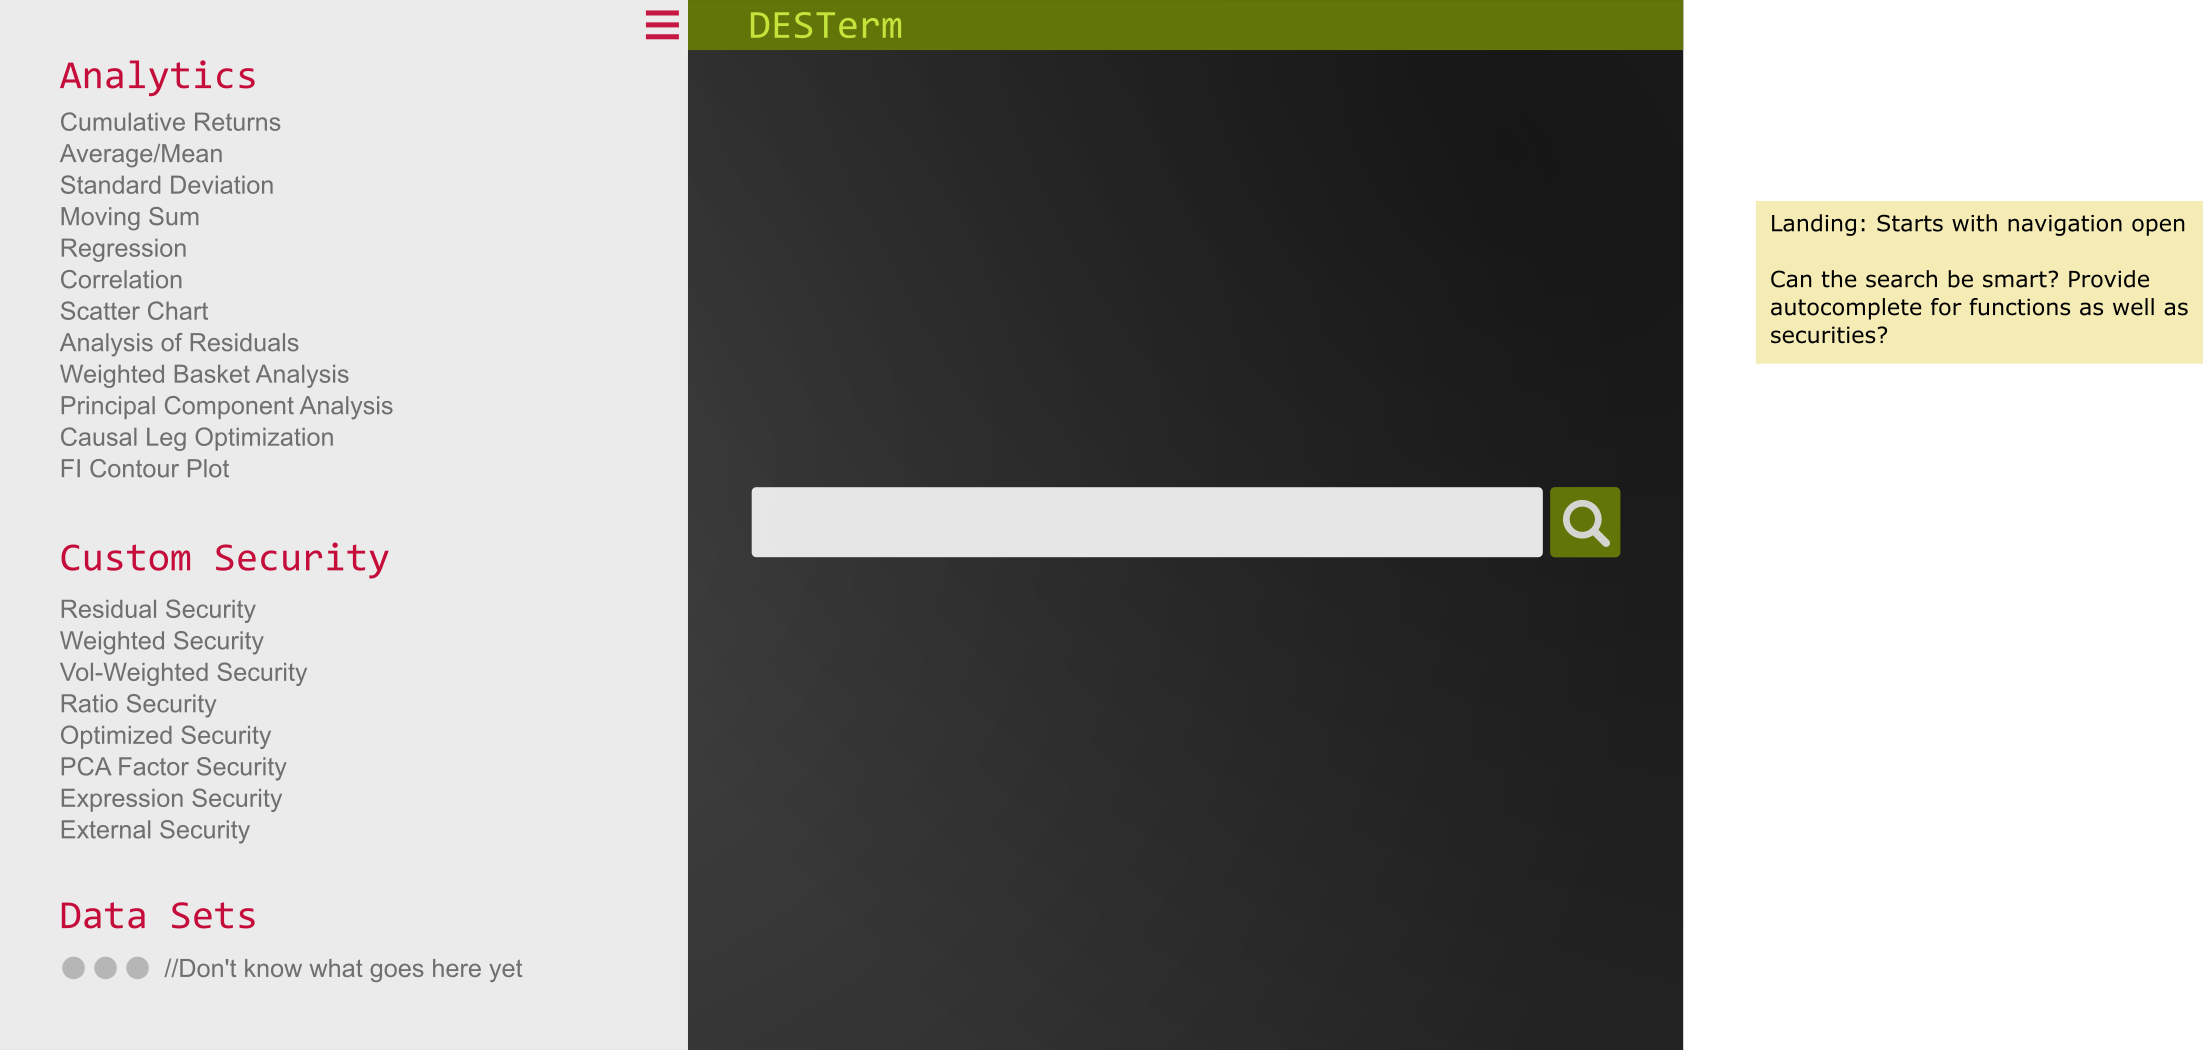 DESTerm
Analytics
Cumulative Returns
Average/Mean
Standard Deviation
Moving Sum
Regression
Correlation
Scatter Chart
Analysis of Residuals
Weighted Basket Analysis
Principal Component Analysis
Causal Leg Optimization
FI Contour Plot
Custom Security
Residual Security
Weighted Security
Vol-Weighted Security
Ratio Security
Optimized Security
PCA Factor Security
Expression Security
External Security
Data Sets
//Don't know what goes here yet
Landing: Starts with navigation open
Can the search be smart? Provide
autocomplete for functions as well as
securities?